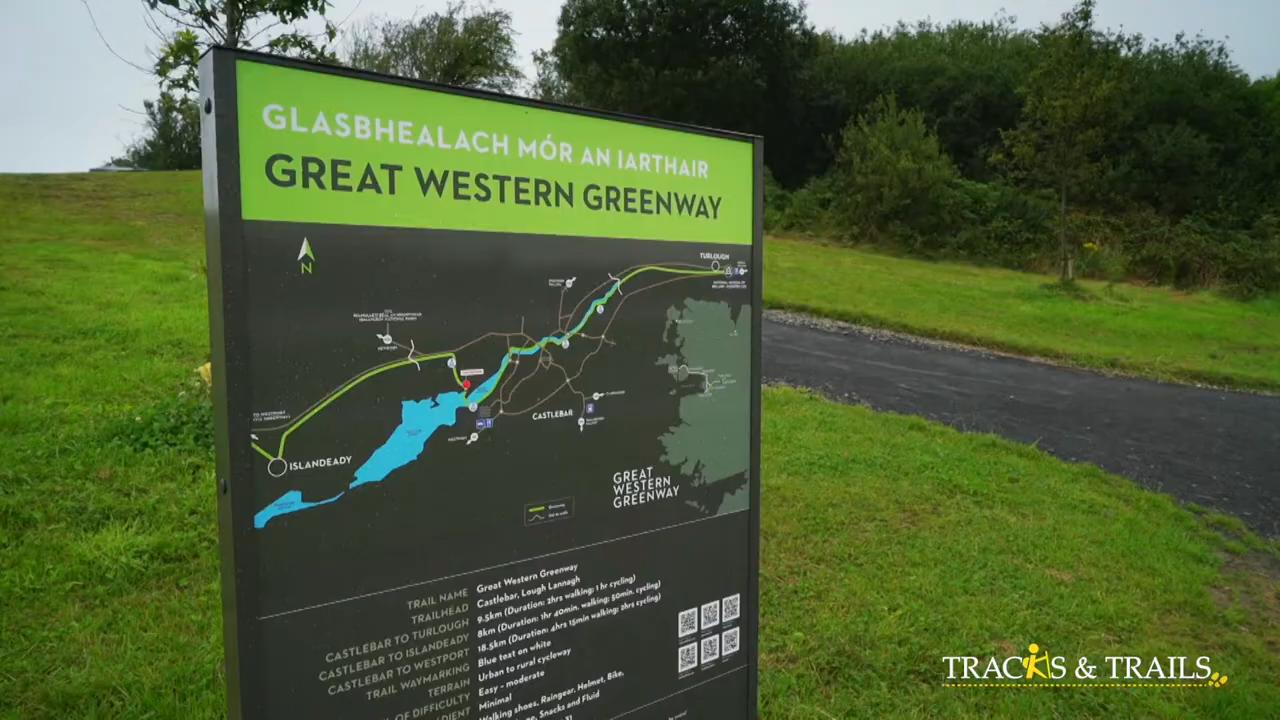 GLASBHEALACH MÓR AN IARTHAIR
GREAT WESTERN GREENWAY
N
TURLOUGH
CASTLEBAR
ISLANDEADY
GREAT
WESTERN
GREENWAY
TRAIL NAME Great Western Greenway
TRAILHEAD Castlebar, Lough Lannagh
CASTLEBAR TO TURLOUGH 9.5km (Duration: 2hrs walking; 1 hr cycling)
CASTLEBAR TO ISLANDEADY 8km (Duration: 1hr 40min. walking; 50min. cycling)
CASTLEBAR TO WESTPORT 18.5km (Duration: 4hrs 15min walking; 2hrs cycling)
TRAIL WAYMARKING Blue text on white
TERRAIN Urban to rural cycleway
OF DIFFICULTY Easy - moderate
Minimal
Walking shoes, Raingear, Helmet, Bike,
Snacks and Fluid
TRACKS & TRAILS